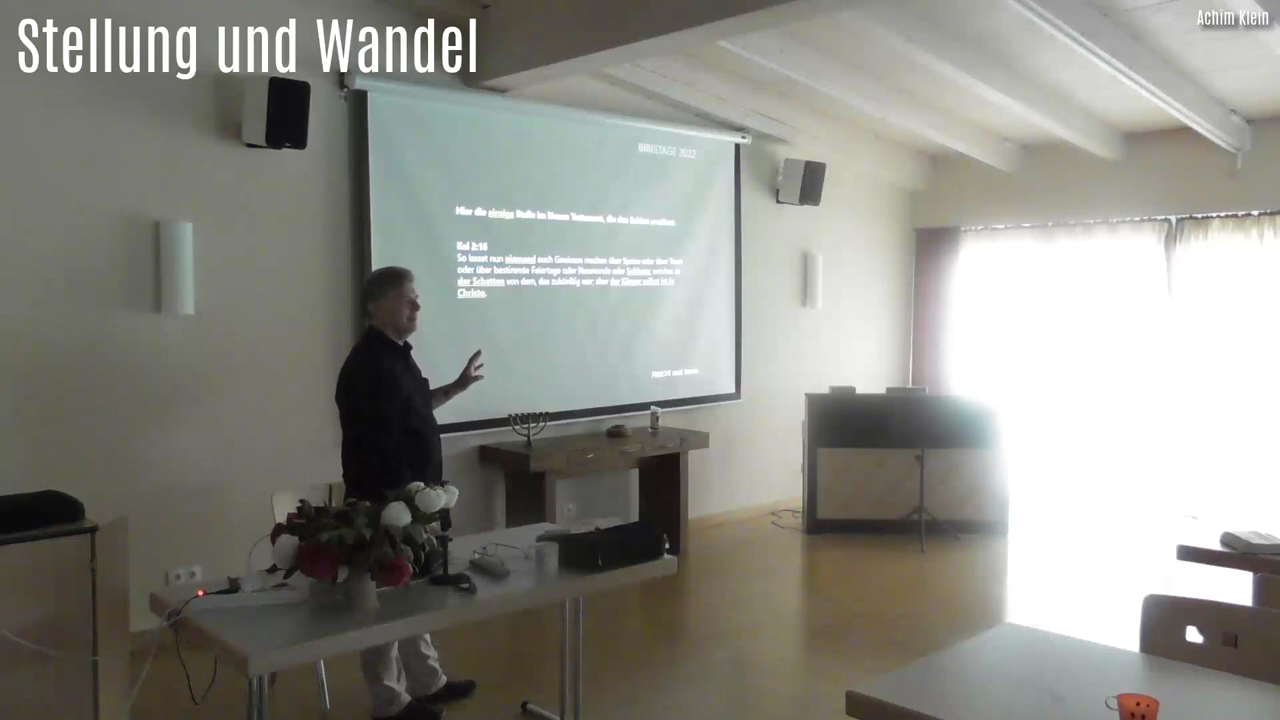 Stellung und Wandel
Achim Klein
BIBELTAGE 2022
Hier die einzige Stelle im Neuen Testament, die den Sabbat erwähnt.
Kol 2:16
So lasst nun niemand euch Gewissen machen über Speise oder über Trank
oder über bestimmte Feiertage oder Neumonde oder Sabbate, welches ist
der Schatten von dem, das zukünftig war; aber der Körper selbst ist in
Christo.
FRUCHT